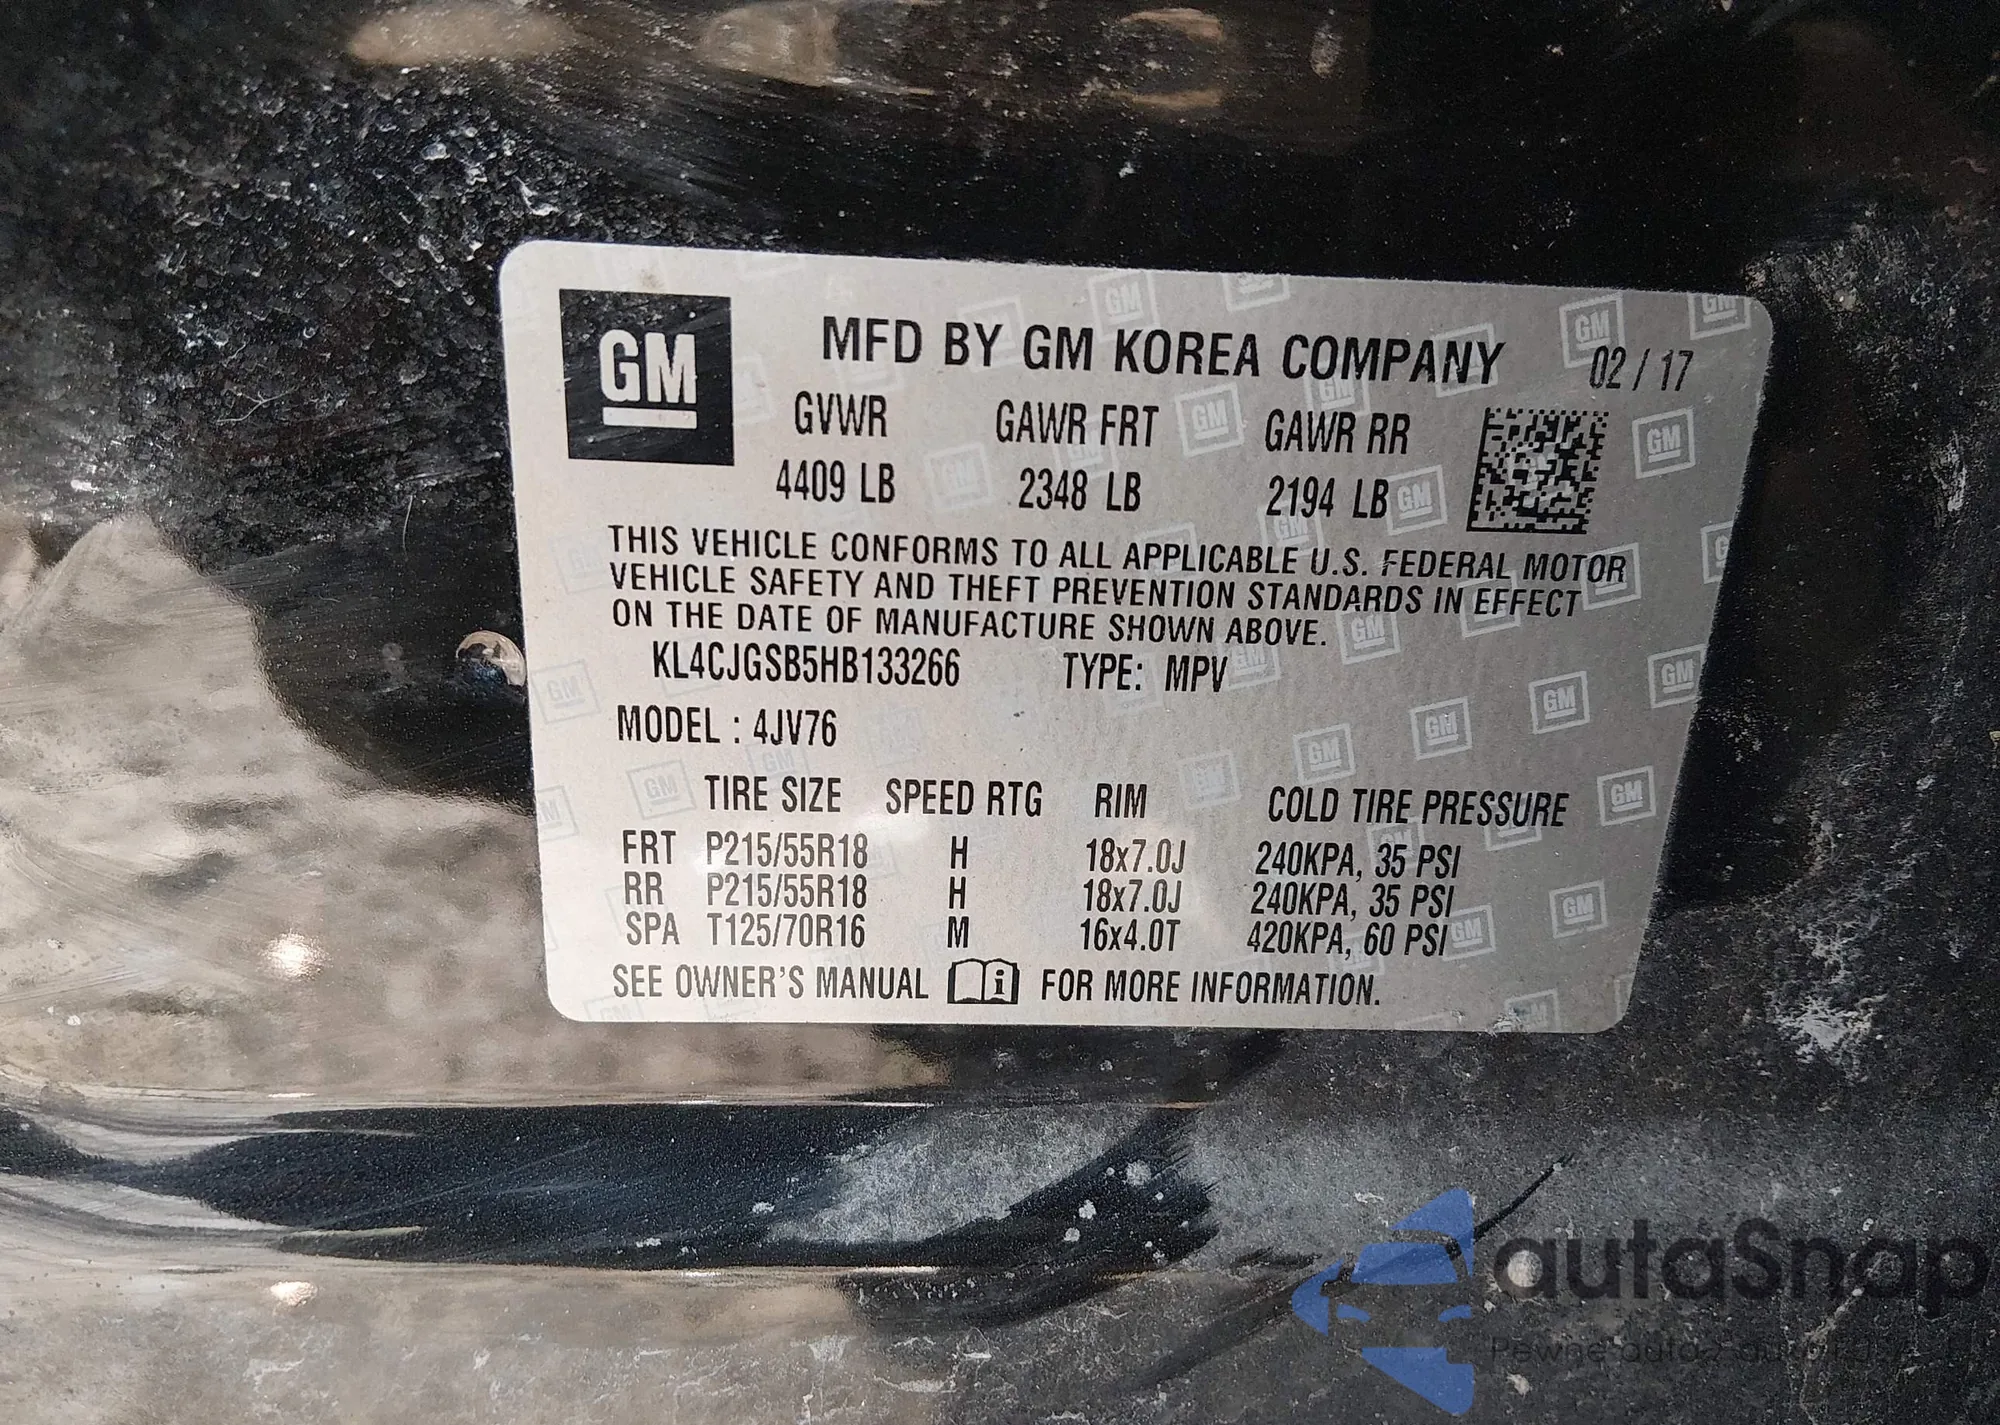 GM
MFD BY GM KOREA COMPANY 02 / 17
GVWR GAWR FRT GAWR RR
4409 LB 2348 LB 2194 LB
THIS VEHICLE CONFORMS TO ALL APPLICABLE U.S. FEDERAL MOTOR
VEHICLE SAFETY AND THEFT PREVENTION STANDARDS IN EFFECT
ON THE DATE OF MANUFACTURE SHOWN ABOVE.
KL4CJGSB5HB133266 TYPE: MPV
MODEL : 4JV76
TIRE SIZE SPEED RTG RIM COLD TIRE PRESSURE
FRT P215/55R18 H 18x7.0J 240KPA, 35 PSI
RR P215/55R18 H 18x7.0J 240KPA, 35 PSI
SPA T125/70R16 M 16x4.0T 420KPA, 60 PSI
SEE OWNER'S MANUAL FOR MORE INFORMATION.
autaSnap
Pewne auta z